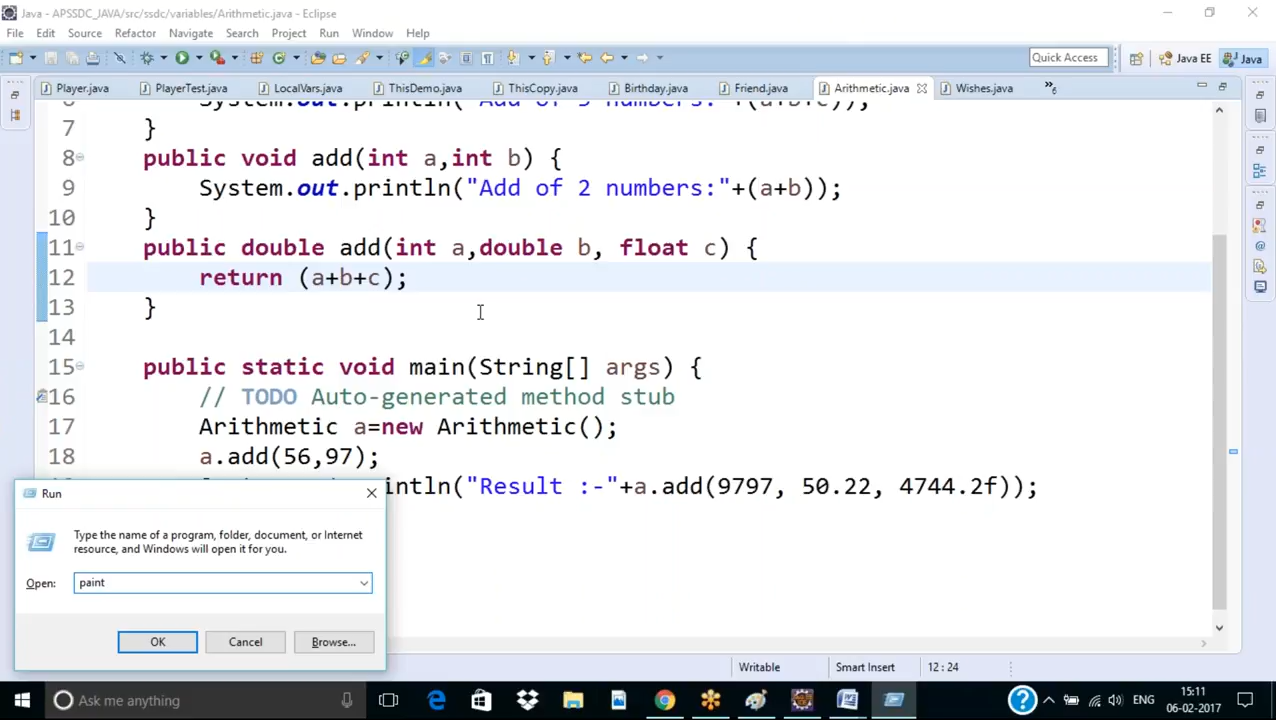 Java - APSSDC_JAVA/src/ssdc/variables/Arithmetic.java - Eclipse
File Edit Source Refactor Navigate Search Project Run Window Help
Quick Access
Java EE
Java
Player.java
PlayerTest.java
LocalVars.java
ThisDemo.java
ThisCopy.java
Birthday.java
Friend.java
Arithmetic.java
Wishes.java
»6
7 }
8 public void add(int a,int b) {
9 System.out.println("Add of 2 numbers:"+(a+b));
10 }
11 public double add(int a,double b, float c) {
12 return (a+b+c);
13 }
14
15 public static void main(String[] args) {
16 // TODO Auto-generated method stub
17 Arithmetic a=new Arithmetic();
18 a.add(56,97);
intln("Result :-"+a.add(9797, 50.22, 4744.2f));
Run
Type the name of a program, folder, document, or Internet
resource, and Windows will open it for you.
Open: paint
OK Cancel Browse...
Writable Smart Insert 12 : 24
Ask me anything
ENG
15:11
06-02-2017